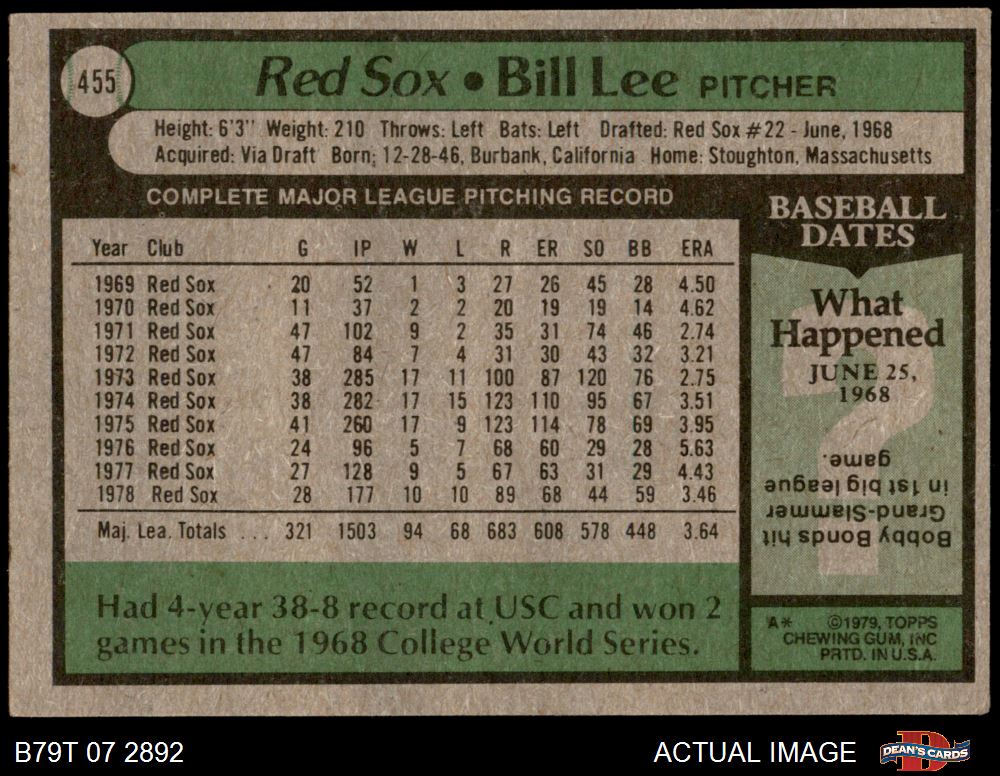 455
Red Sox • Bill Lee PITCHER
Height: 6'3" Weight: 210 Throws: Left Bats: Left Drafted: Red Sox #22 - June, 1968
Acquired: Via Draft Born: 12-28-46, Burbank, California Home: Stoughton, Massachusetts
COMPLETE MAJOR LEAGUE PITCHING RECORD
Year Club G IP W L R ER SO BB ERA
1969 Red Sox 20 52 1 3 27 26 45 28 4.50
1970 Red Sox 11 37 2 2 20 19 19 14 4.62
1971 Red Sox 47 102 9 2 35 31 74 46 2.74
1972 Red Sox 47 84 7 4 31 30 43 32 3.21
1973 Red Sox 38 285 17 11 100 87 120 76 2.75
1974 Red Sox 38 282 17 15 123 110 95 67 3.51
1975 Red Sox 41 260 17 9 123 114 78 69 3.95
1976 Red Sox 24 96 5 7 68 60 29 28 5.63
1977 Red Sox 27 128 9 5 67 63 31 29 4.43
1978 Red Sox 28 177 10 10 89 68 44 59 3.46
Maj. Lea. Totals ... 321 1503 94 68 683 608 578 448 3.64
Had 4-year 38-8 record at USC and won 2
games in the 1968 College World Series.
BASEBALL
DATES
What
Happened
JUNE 25,
1968
?
Bobby Bonds hit
Grand-Slammer
in 1st big league
game.
A* ©1979, TOPPS
CHEWING GUM, INC
PRTD. IN U.S.A.
B79T 07 2892
ACTUAL IMAGE
D
DEAN'S CARDS